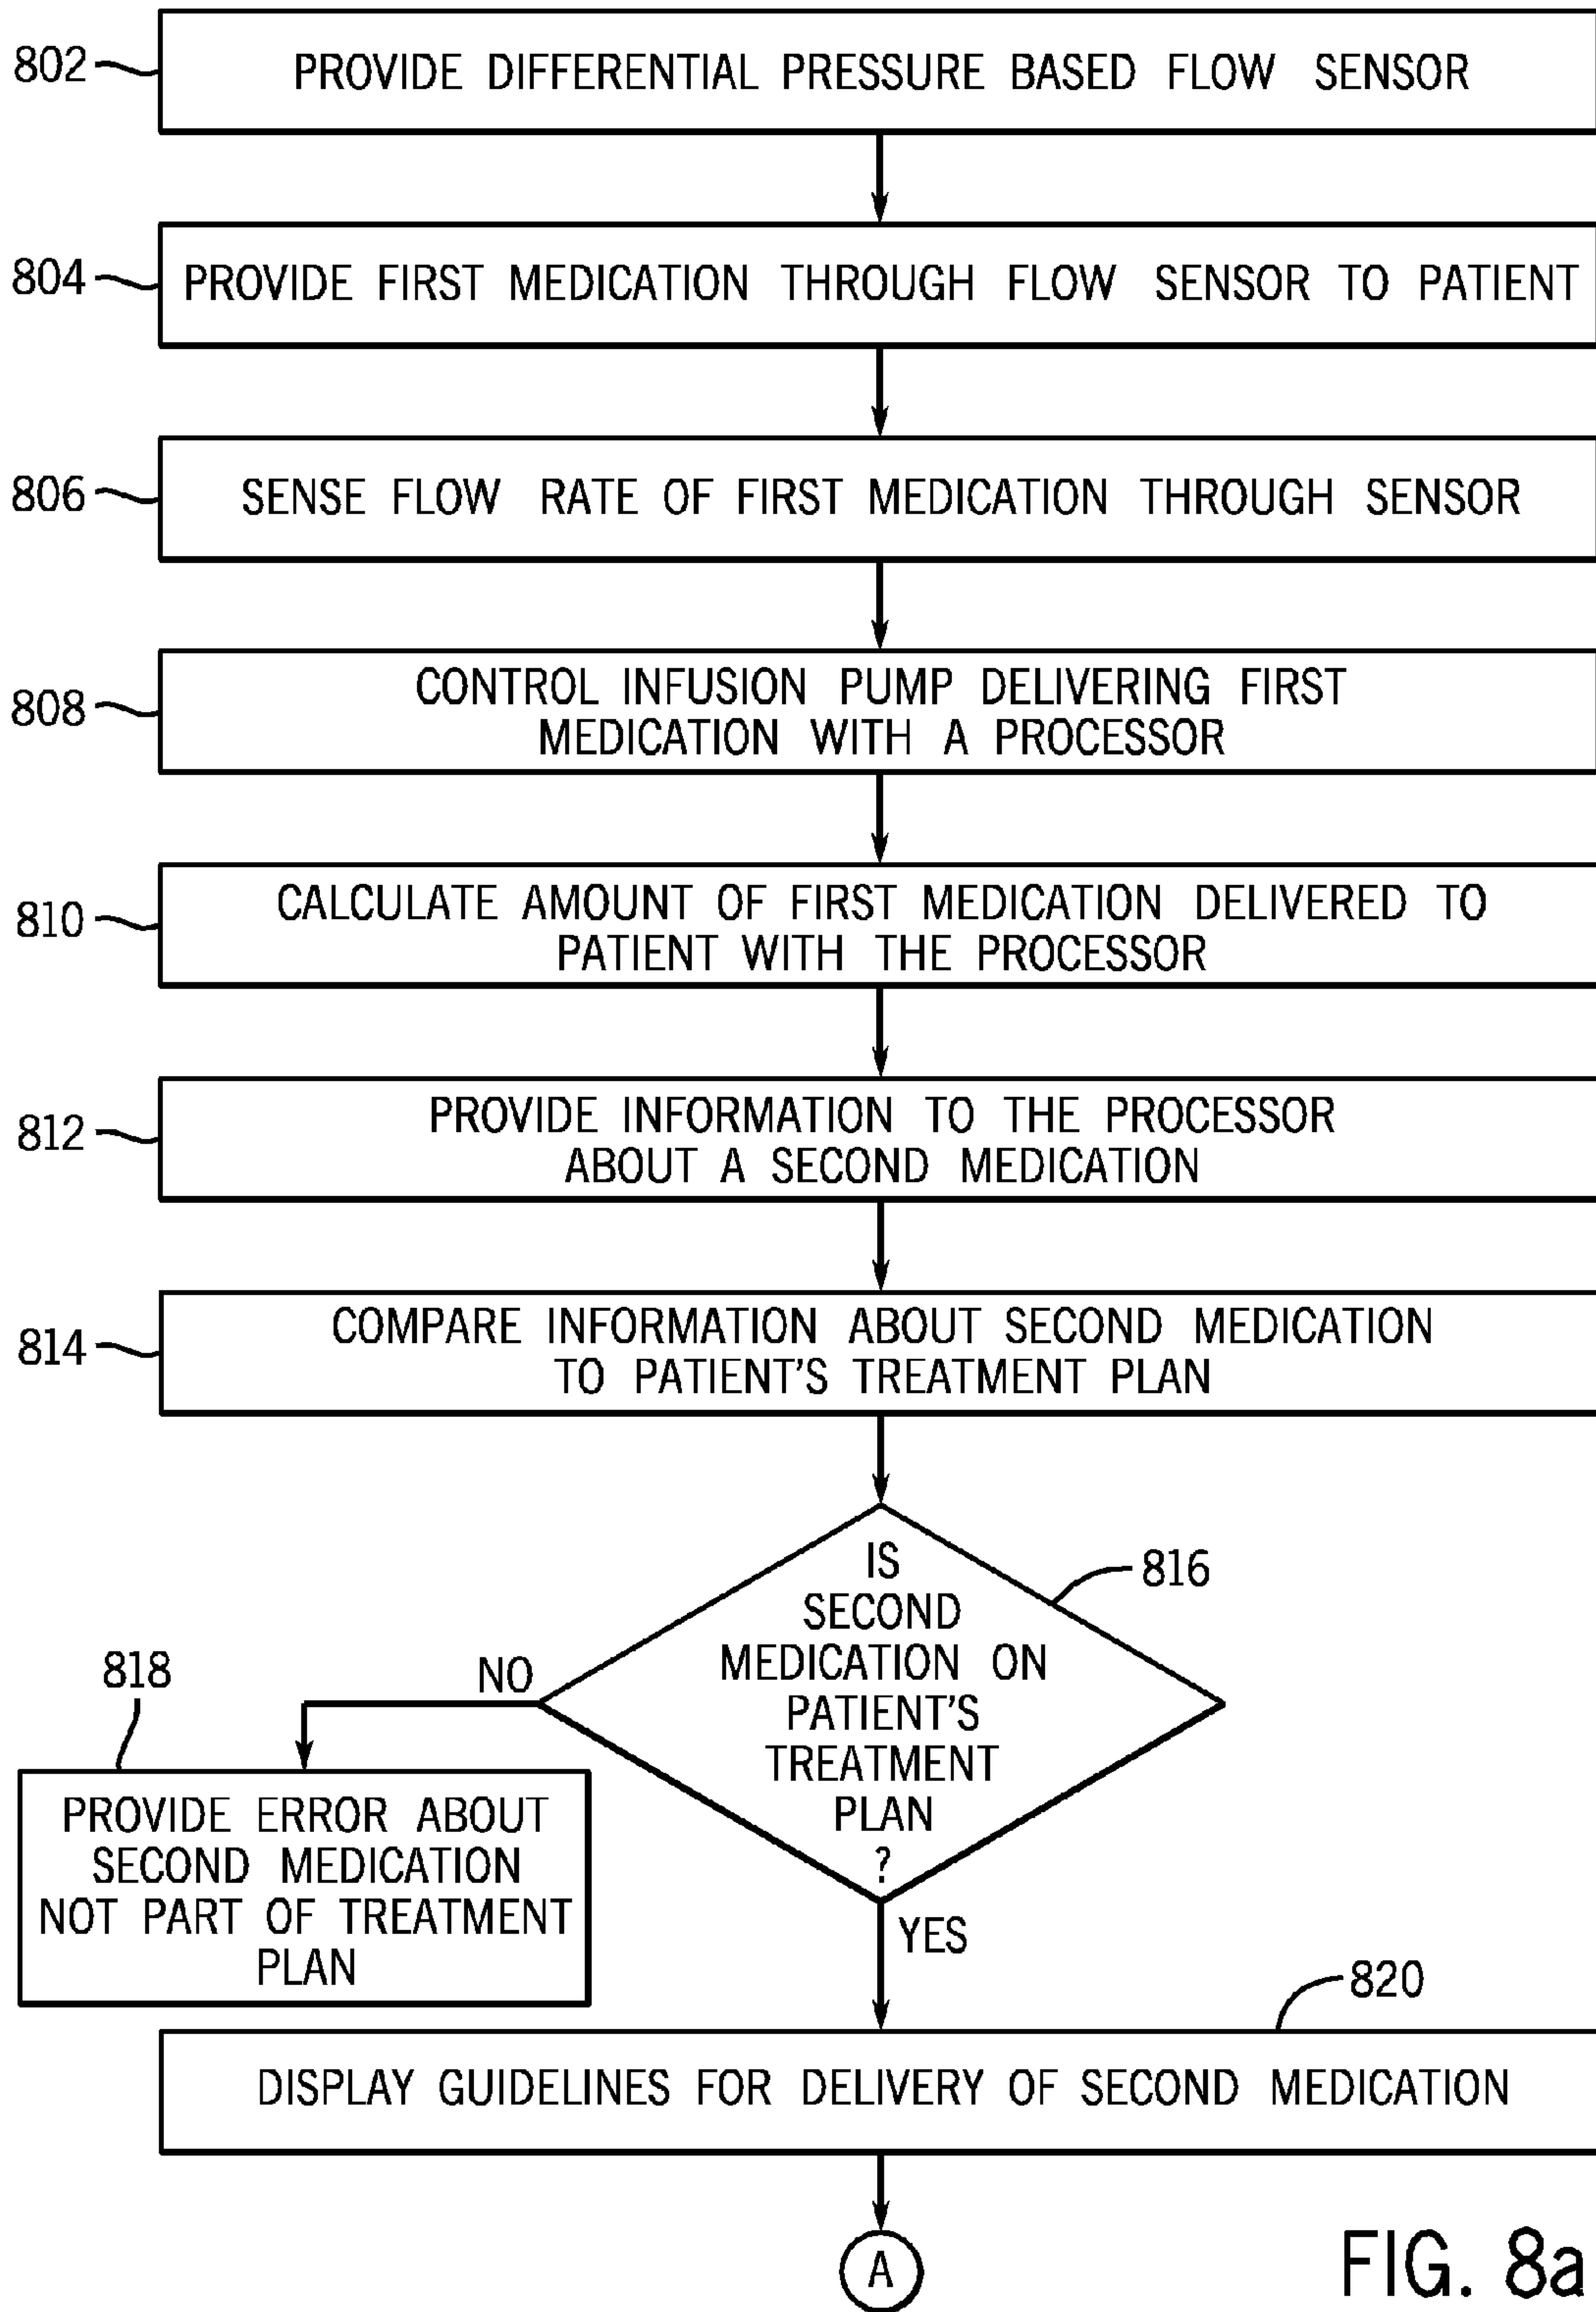 802
PROVIDE DIFFERENTIAL PRESSURE BASED FLOW SENSOR
804
PROVIDE FIRST MEDICATION THROUGH FLOW SENSOR TO PATIENT
806
SENSE FLOW RATE OF FIRST MEDICATION THROUGH SENSOR
808
CONTROL INFUSION PUMP DELIVERING FIRST
MEDICATION WITH A PROCESSOR
810
CALCULATE AMOUNT OF FIRST MEDICATION DELIVERED TO
PATIENT WITH THE PROCESSOR
812
PROVIDE INFORMATION TO THE PROCESSOR
ABOUT A SECOND MEDICATION
814
COMPARE INFORMATION ABOUT SECOND MEDICATION
TO PATIENT'S TREATMENT PLAN
816
IS
SECOND
MEDICATION ON
PATIENT'S
TREATMENT
PLAN
?
NO
818
PROVIDE ERROR ABOUT
SECOND MEDICATION
NOT PART OF TREATMENT
PLAN
YES
820
DISPLAY GUIDELINES FOR DELIVERY OF SECOND MEDICATION
A
FIG. 8a